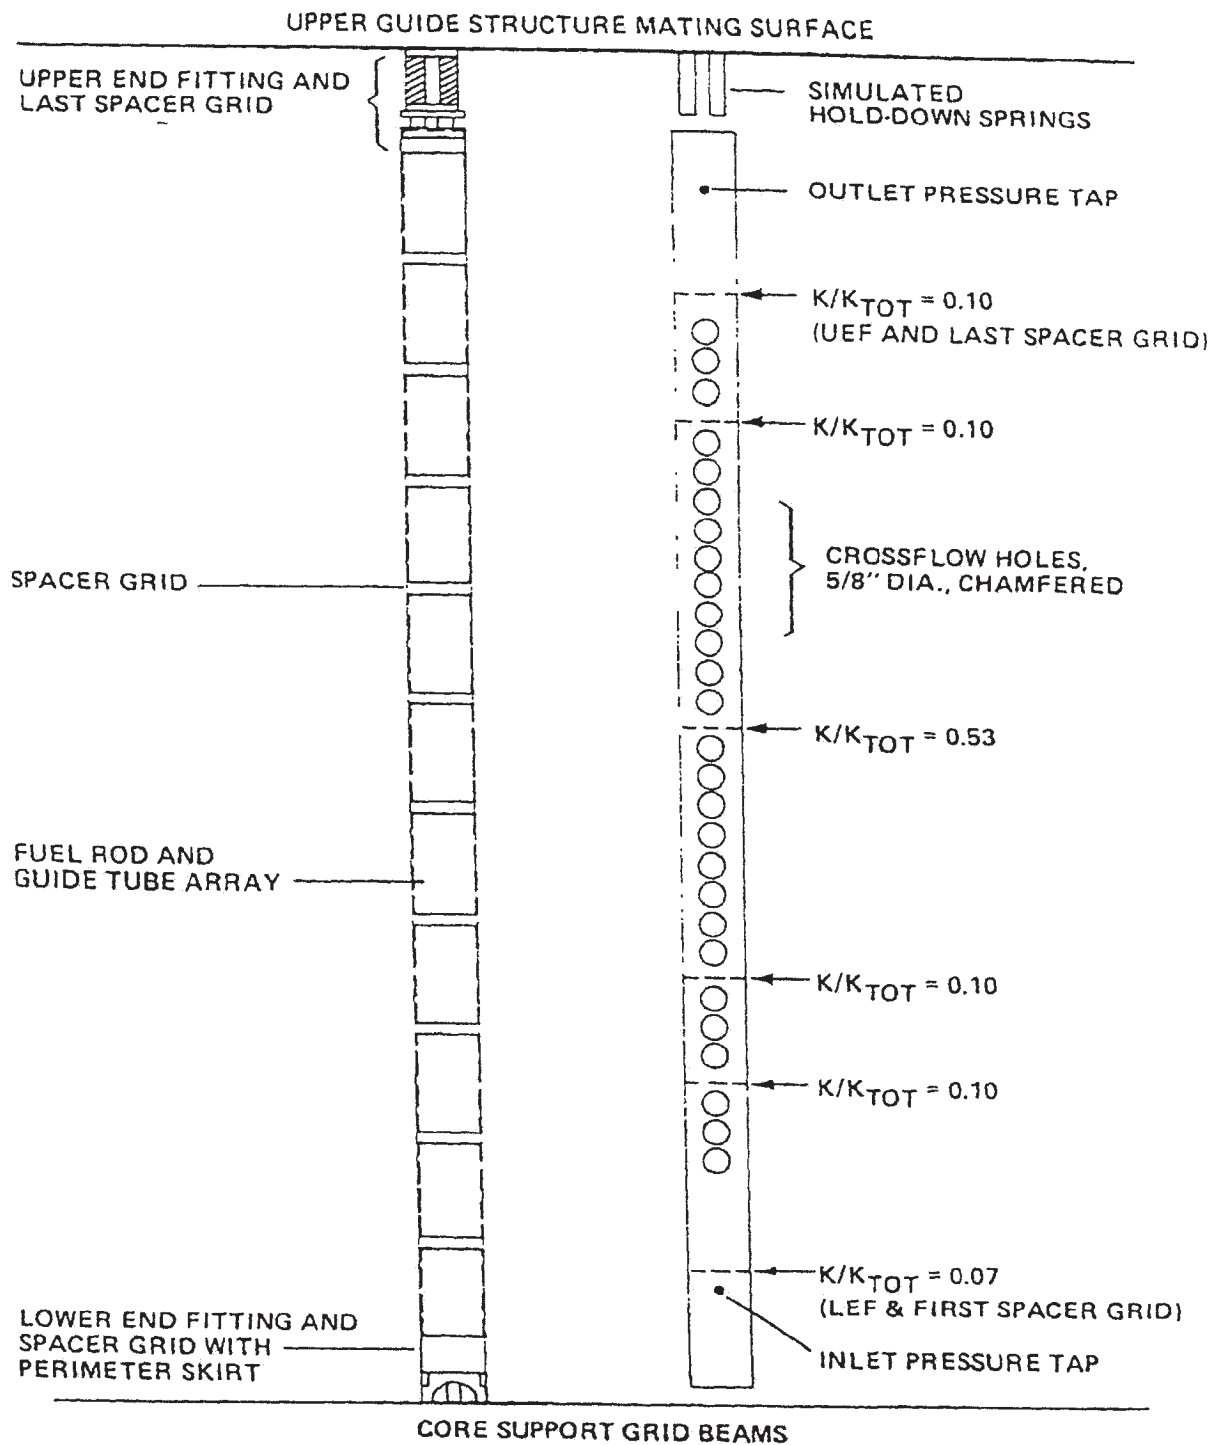 UPPER GUIDE STRUCTURE MATING SURFACE
UPPER END FITTING AND
LAST SPACER GRID
SIMULATED
HOLD-DOWN SPRINGS
OUTLET PRESSURE TAP
K/KTOT = 0.10
(UEF AND LAST SPACER GRID)
K/KTOT = 0.10
CROSSFLOW HOLES,
5/8" DIA., CHAMFERED
SPACER GRID
K/KTOT = 0.53
FUEL ROD AND
GUIDE TUBE ARRAY
K/KTOT = 0.10
K/KTOT = 0.10
K/KTOT = 0.07
(LEF & FIRST SPACER GRID)
LOWER END FITTING AND
SPACER GRID WITH
PERIMETER SKIRT
INLET PRESSURE TAP
CORE SUPPORT GRID BEAMS